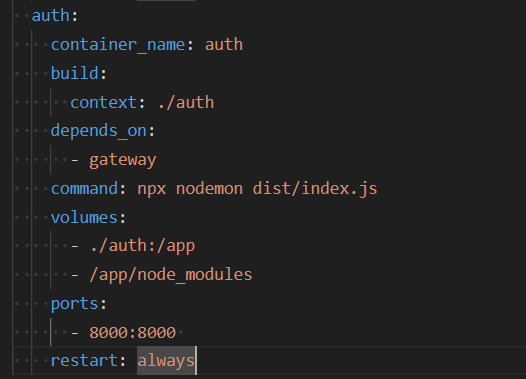 auth:
container_name: auth
build:
context: ./auth
depends_on:
- gateway
command: npx nodemon dist/index.js
volumes:
- ./auth:/app
- /app/node_modules
ports:
- 8000:8000
restart: always